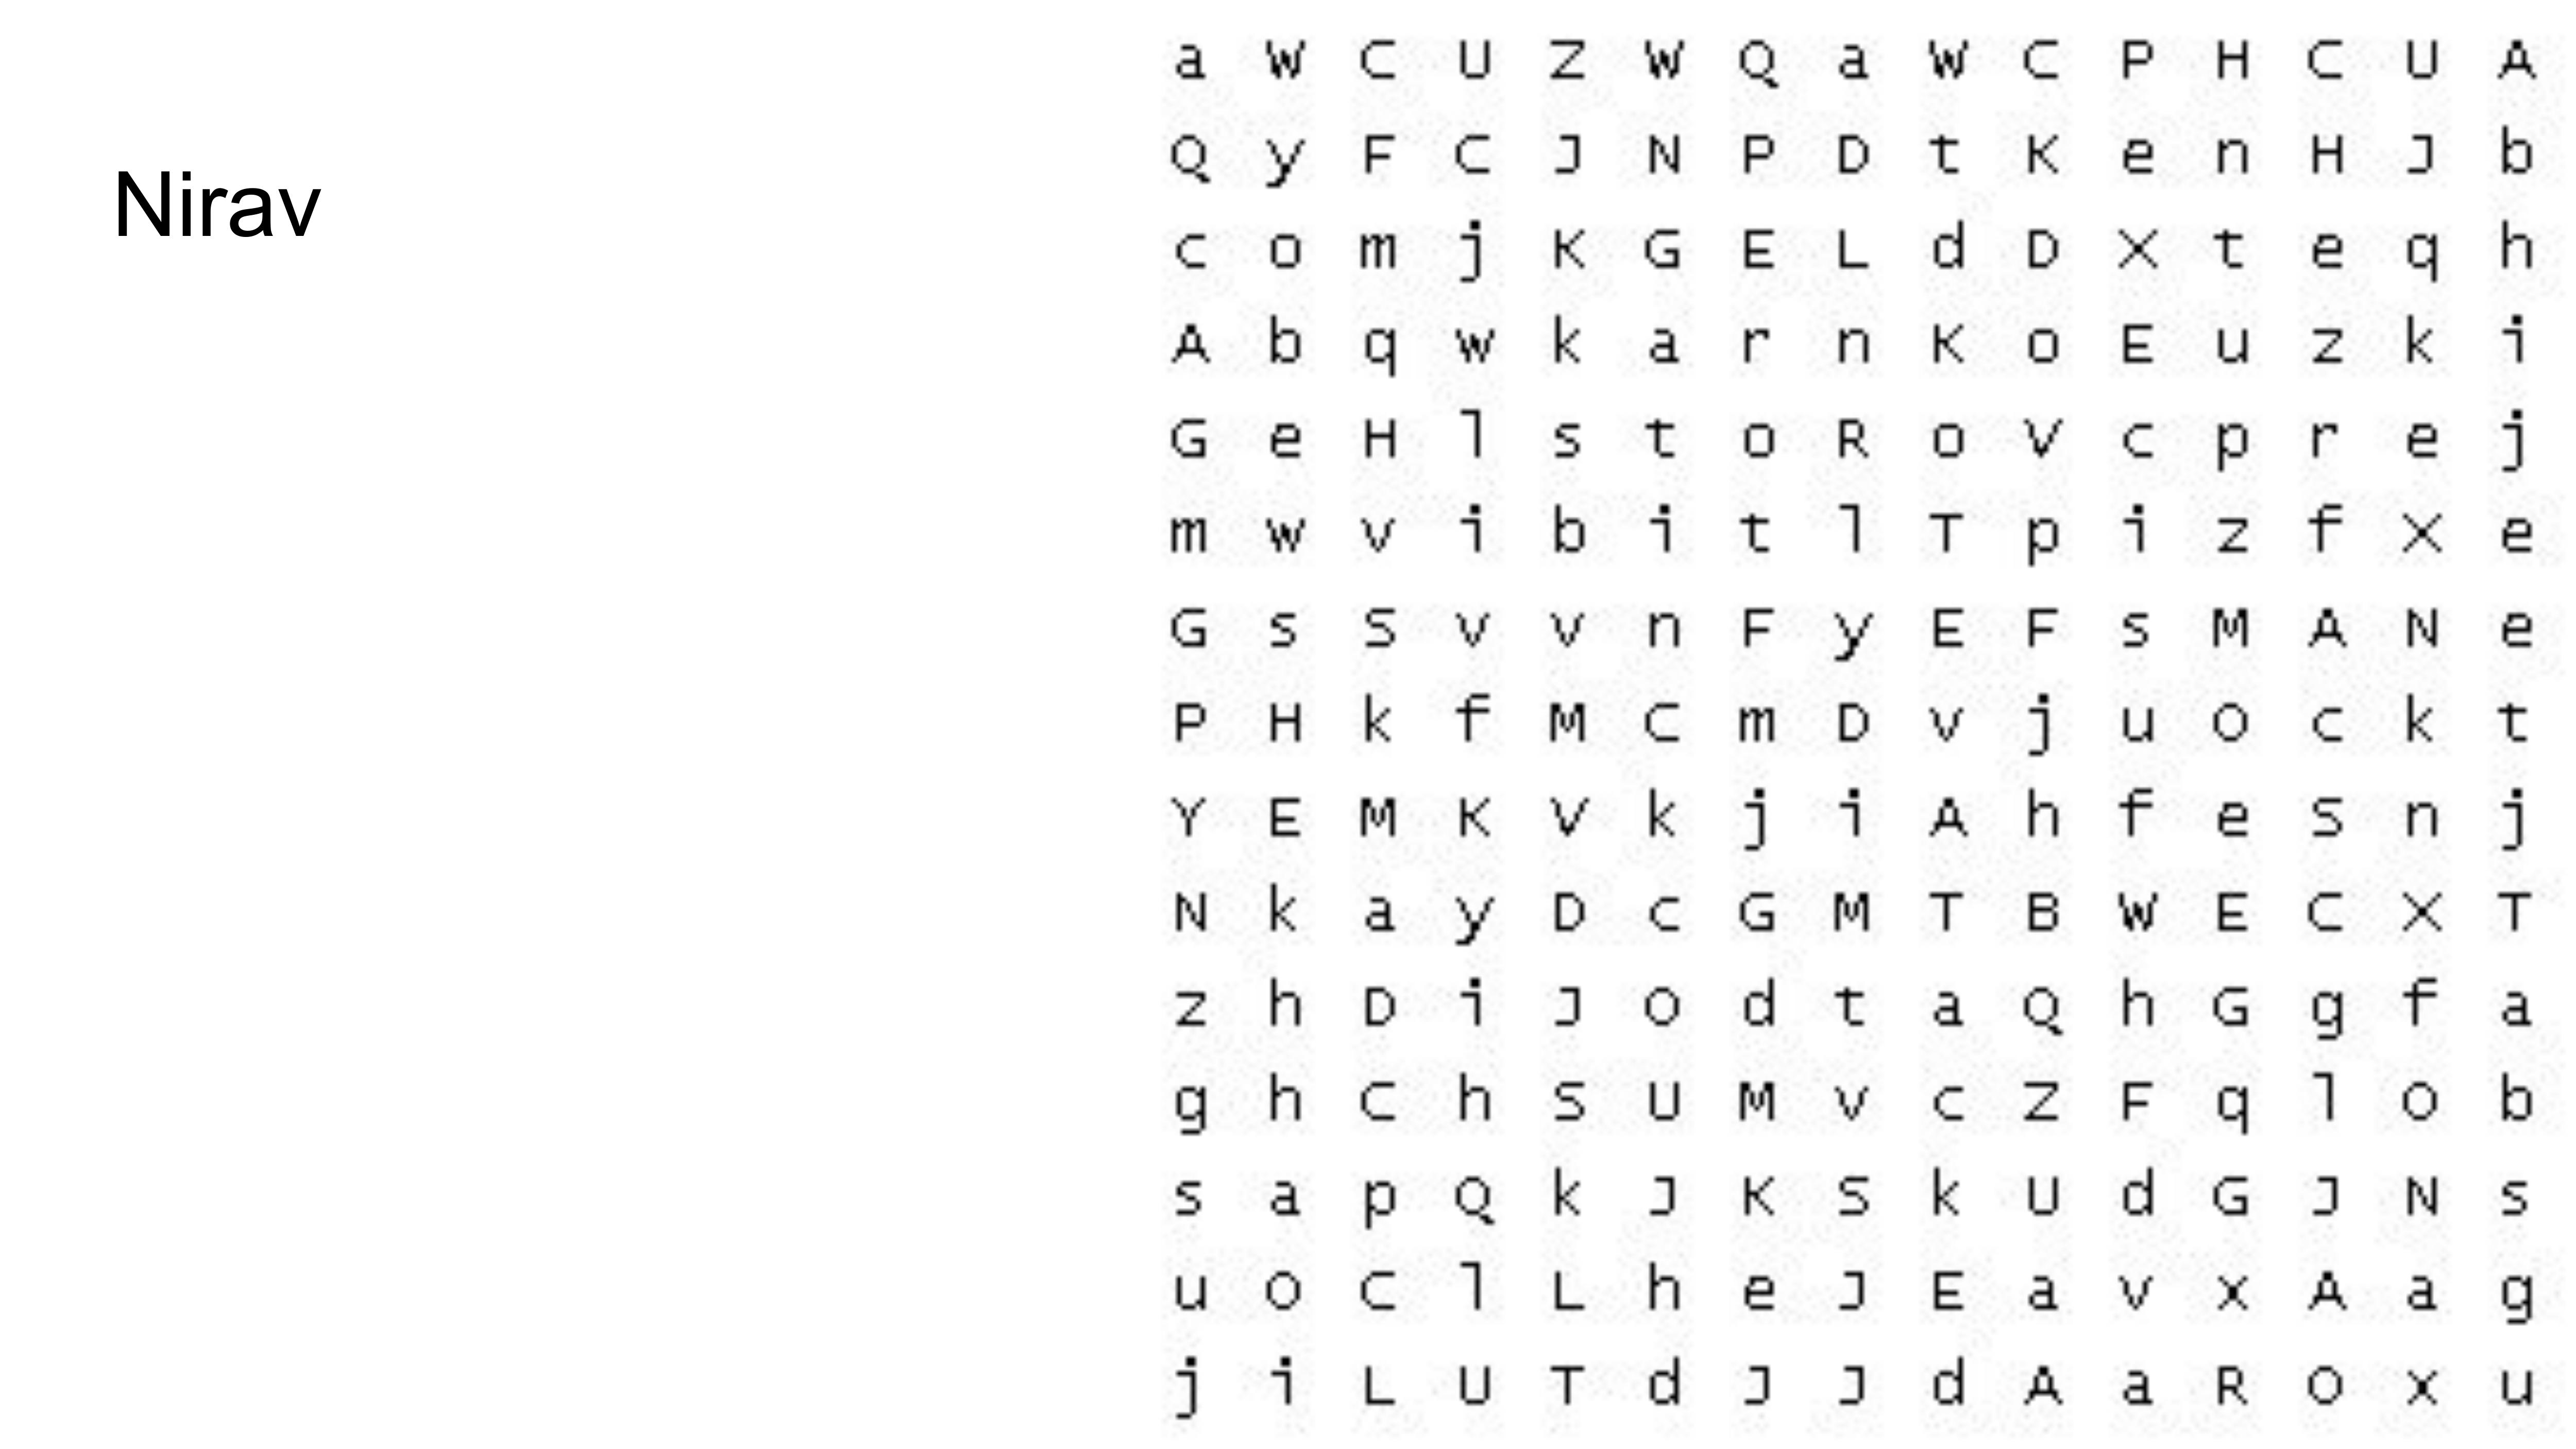 Nirav
a W C U Z W Q a W C P H C U A
Q y F C J N P D t K e n H J b
c o m j K G E L d D X t e q h
A b q w k a r n K o E u z k i
G e H l s t o R o V c p r e j
m w v i b i t l T p i z f X e
G s S v v n F y E F s M A N e
P H k f M C m D v j u O c k t
Y E M K V k j i A h f e S n j
N k a y D c G M T B W E C X T
z h D i J O d t a Q h G g f a
g h C h S U M v c Z F q l O b
s a p Q k J K S k U d G J N s
u O C l L h e J E a v x A a g
j i L U T d J J d A a R O x u